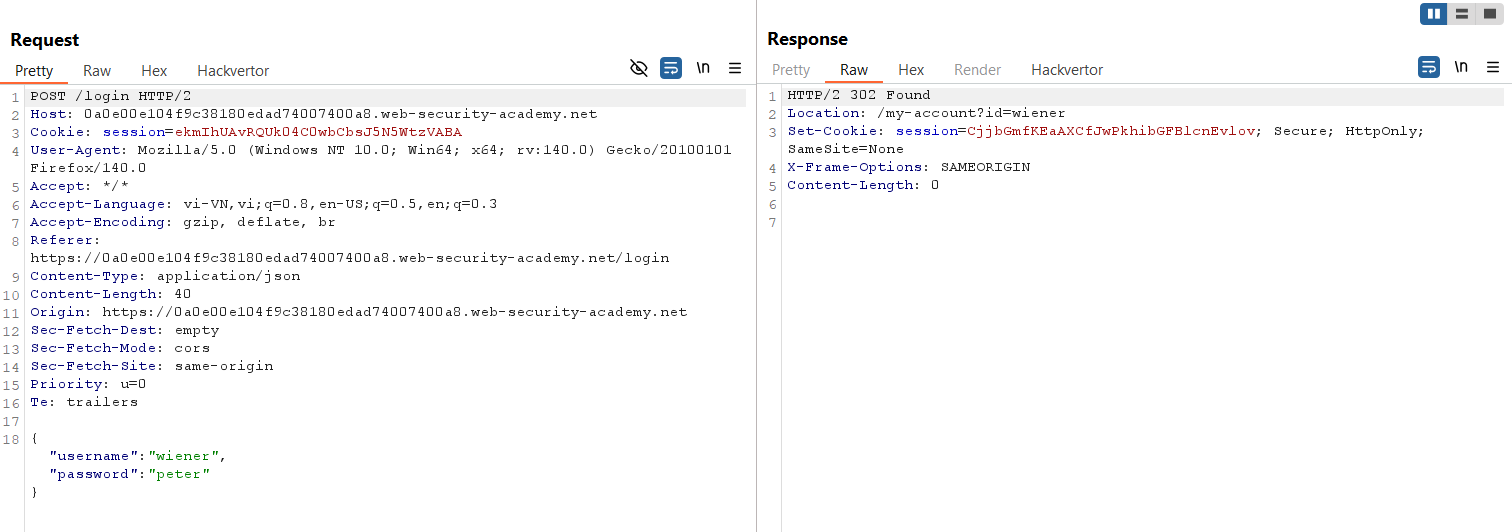 Request
Pretty Raw Hex Hackvertor \n
1 POST /login HTTP/2
2 Host: 0a0e00e104f9c38180edad74007400a8.web-security-academy.net
3 Cookie: session=ekmIhUAvRQUk04C0wbCbsJ5N5WtzVABA
4 User-Agent: Mozilla/5.0 (Windows NT 10.0; Win64; x64; rv:140.0) Gecko/20100101
Firefox/140.0
5 Accept: */*
6 Accept-Language: vi-VN,vi;q=0.8,en-US;q=0.5,en;q=0.3
7 Accept-Encoding: gzip, deflate, br
8 Referer:
https://0a0e00e104f9c38180edad74007400a8.web-security-academy.net/login
9 Content-Type: application/json
10 Content-Length: 40
11 Origin: https://0a0e00e104f9c38180edad74007400a8.web-security-academy.net
12 Sec-Fetch-Dest: empty
13 Sec-Fetch-Mode: cors
14 Sec-Fetch-Site: same-origin
15 Priority: u=0
16 Te: trailers
17
18 {
"username":"wiener",
"password":"peter"
}
Response
Pretty Raw Hex Render Hackvertor \n
1 HTTP/2 302 Found
2 Location: /my-account?id=wiener
3 Set-Cookie: session=CjjbGmfKEaAXCfJwPkhibGFBlcnEvlov; Secure; HttpOnly;
SameSite=None
4 X-Frame-Options: SAMEORIGIN
5 Content-Length: 0
6
7